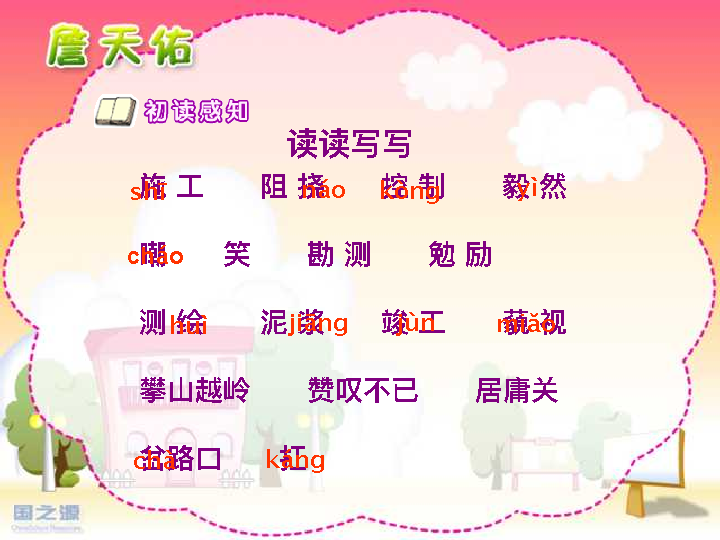 詹天佑
初读感知
读读写写
施工 阻挠 控制 毅然
shī náo kòng yì
嘲笑 勘测 勉励
cháo
测绘 泥浆 竣工 藐视
huì jiāng jùn miǎo
攀山越岭 赞叹不已 居庸关
岔路口 扛
chà káng
国之源